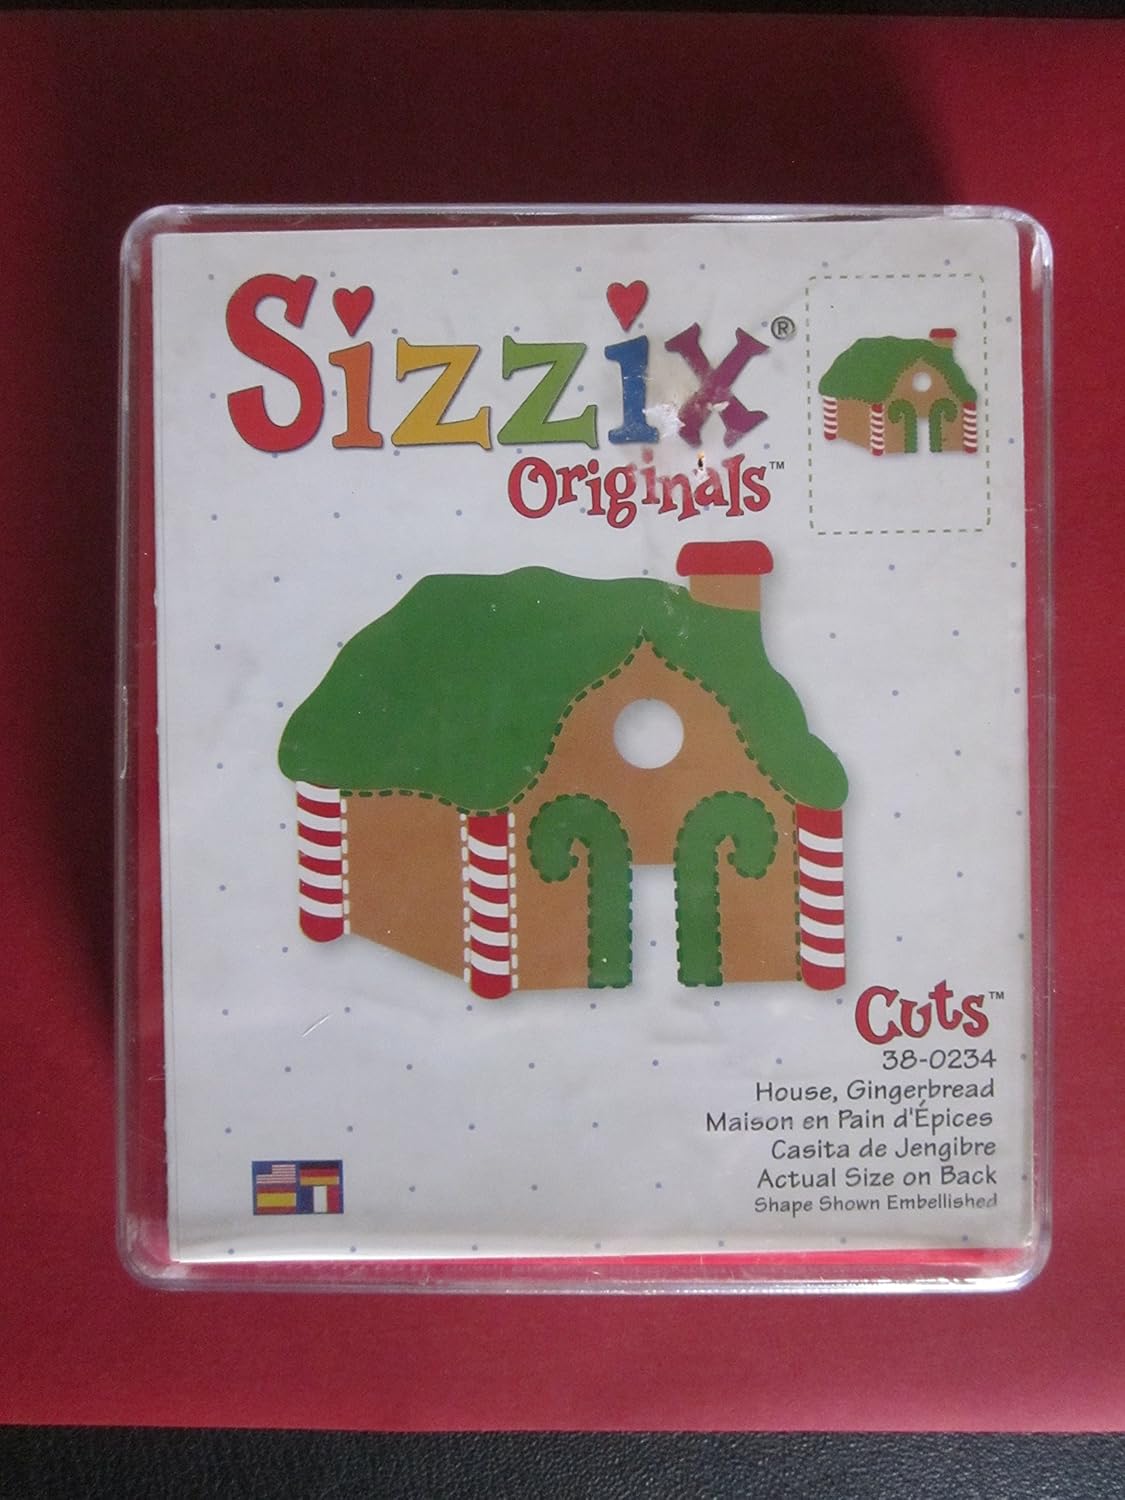 Sizzix®
Originals™
Cuts™
38-0234
House, Gingerbread
Maison en Pain d'Épices
Casita de Jengibre
Actual Size on Back
Shape Shown Embellished